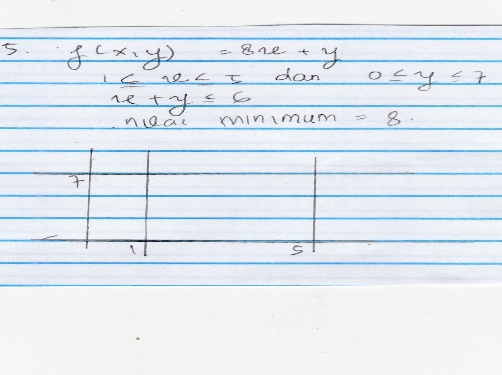 5. f(x,y) = 8x + y
1 ≤ x ≤ 5 dan 0 ≤ y ≤ 7
x + y ≤ 6
nilai minimum = 8.
7
1 5